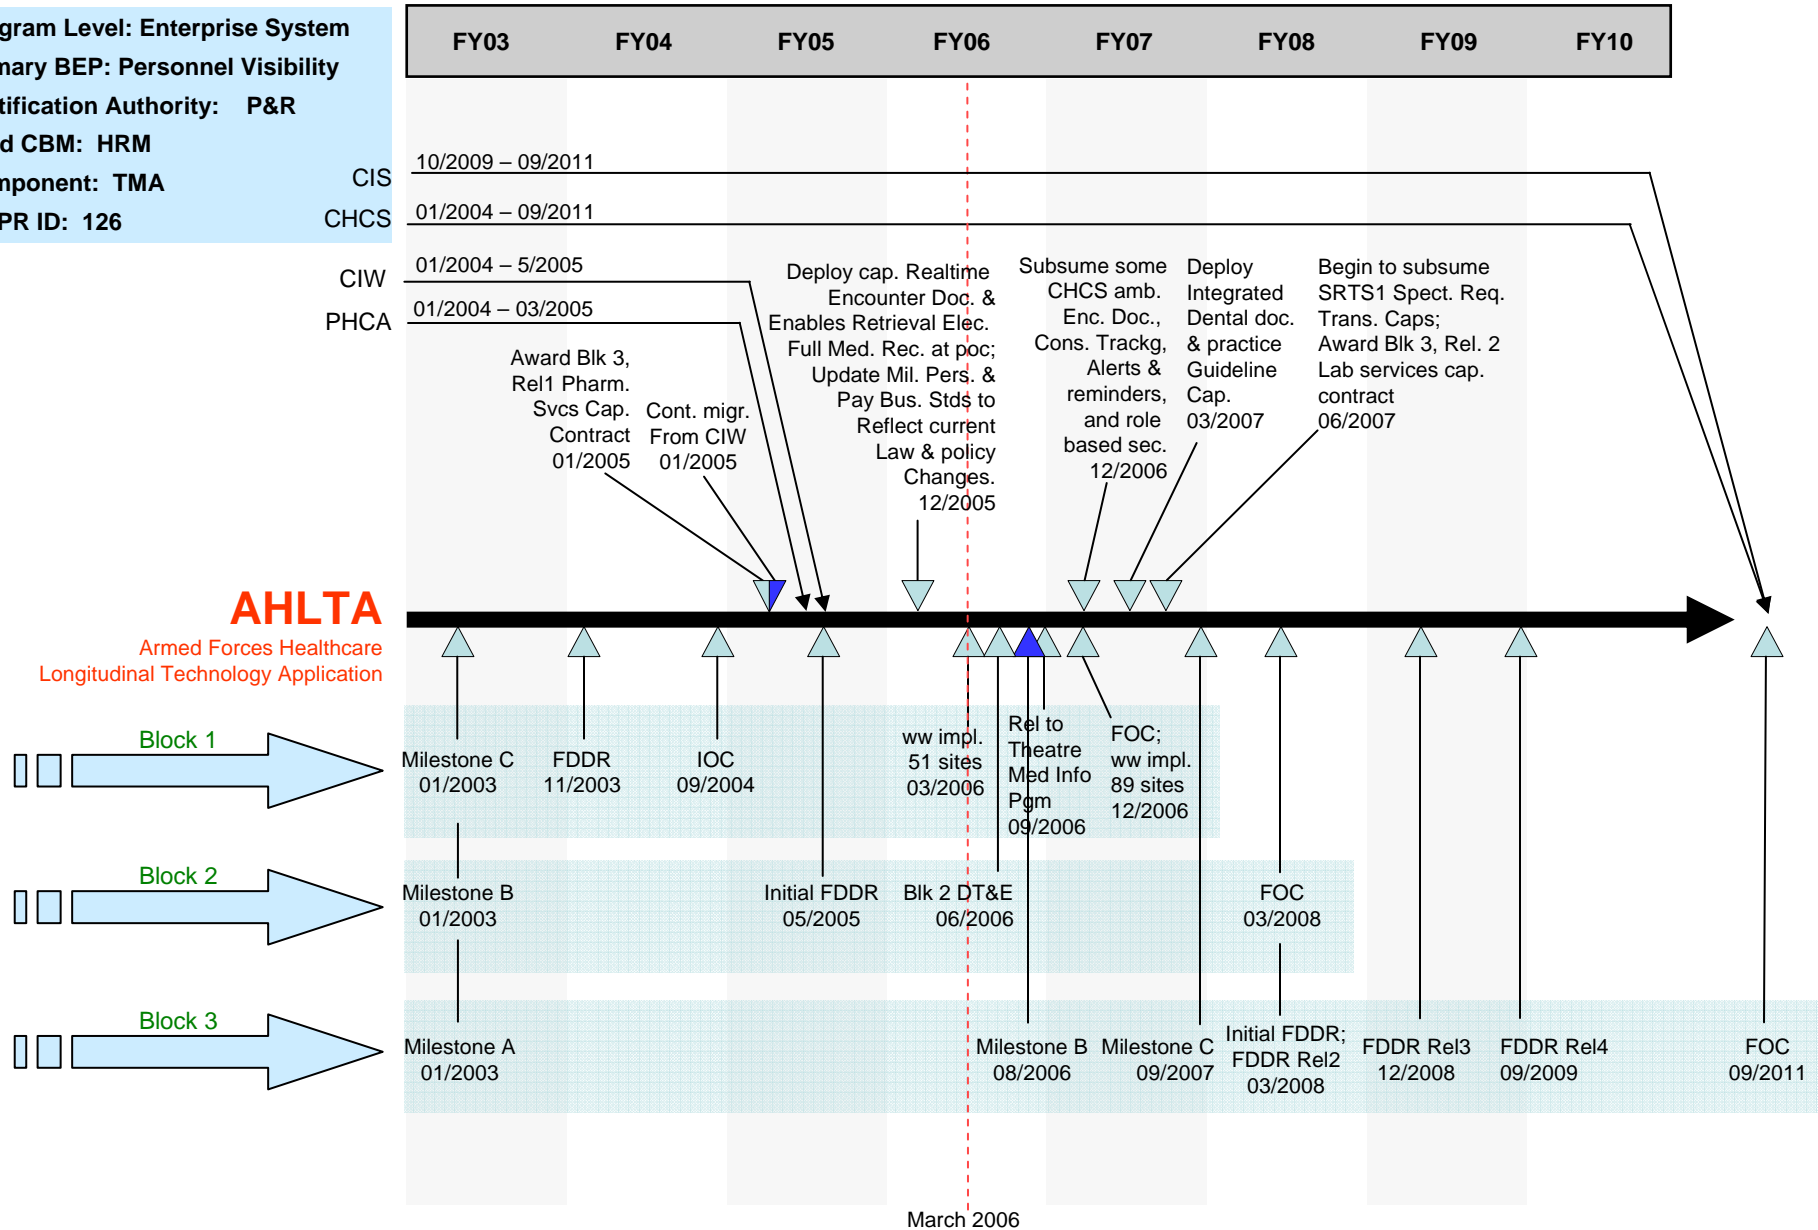 gram Level: Enterprise System
mary BEP: Personnel Visibility
tification Authority: P&R
d CBM: HRM
mponent: TMA
PR ID: 126
FY03 FY04 FY05 FY06 FY07 FY08 FY09 FY10
CIS 10/2009 – 09/2011
CHCS 01/2004 – 09/2011
CIW 01/2004 – 5/2005
PHCA 01/2004 – 03/2005
Award Blk 3,
Rel1 Pharm.
Svcs Cap.
Contract
01/2005
Cont. migr.
From CIW
01/2005
Deploy cap. Realtime
Encounter Doc. &
Enables Retrieval Elec.
Full Med. Rec. at poc;
Update Mil. Pers. &
Pay Bus. Stds to
Reflect current
Law & policy
Changes.
12/2005
Subsume some
CHCS amb.
Enc. Doc.,
Cons. Trackg,
Alerts &
reminders,
and role
based sec.
12/2006
Deploy
Integrated
Dental doc.
& practice
Guideline
Cap.
03/2007
Begin to subsume
SRTS1 Spect. Req.
Trans. Caps;
Award Blk 3, Rel. 2
Lab services cap.
contract
06/2007
AHLTA
Armed Forces Healthcare
Longitudinal Technology Application
Block 1
Milestone C
01/2003
FDDR
11/2003
IOC
09/2004
ww impl.
51 sites
03/2006
Rel to
Theatre
Med Info
Pgm
09/2006
FOC;
ww impl.
89 sites
12/2006
Block 2
Milestone B
01/2003
Initial FDDR
05/2005
Blk 2 DT&E
06/2006
FOC
03/2008
Block 3
Milestone A
01/2003
Milestone B
08/2006
Milestone C
09/2007
Initial FDDR;
FDDR Rel2
03/2008
FDDR Rel3
12/2008
FDDR Rel4
09/2009
FOC
09/2011
March 2006